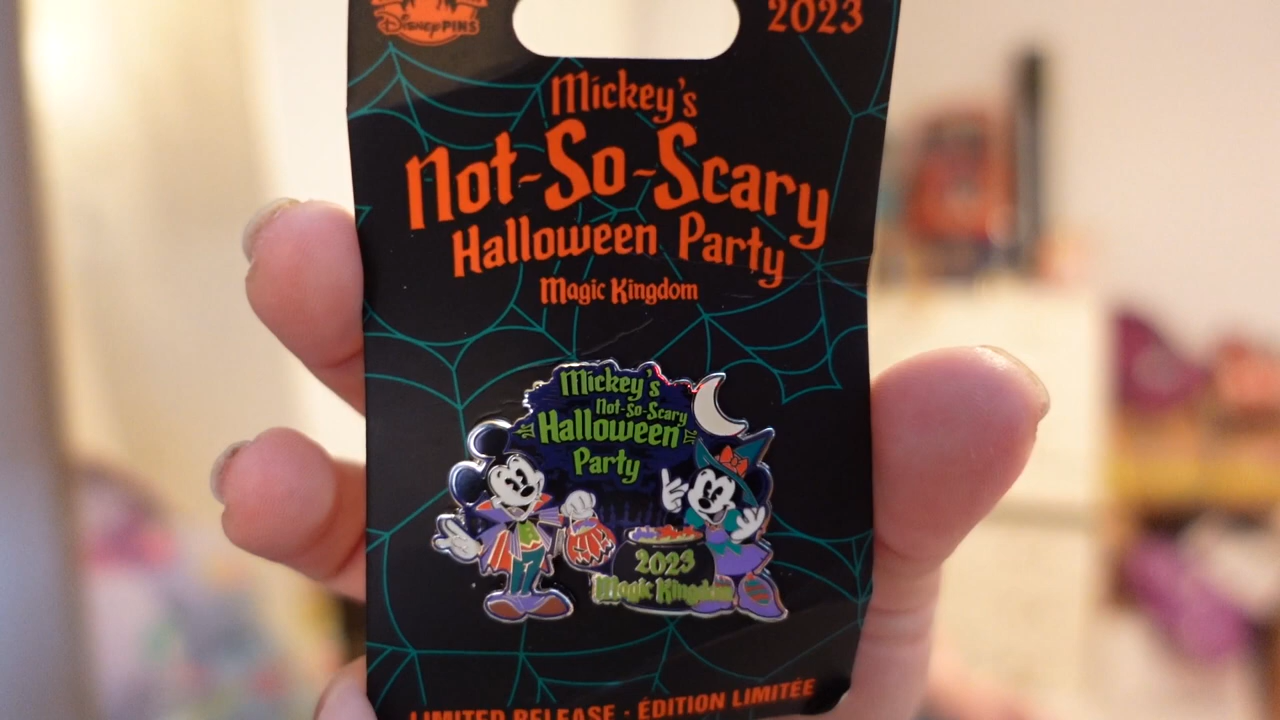 Disney PINS
2023
Mickey's
Not-So-Scary
Halloween Party
Magic Kingdom
Mickey's
Not-So-Scary
Halloween
Party
2023
Magic Kingdom
LIMITED RELEASE · ÉDITION LIMITÉE